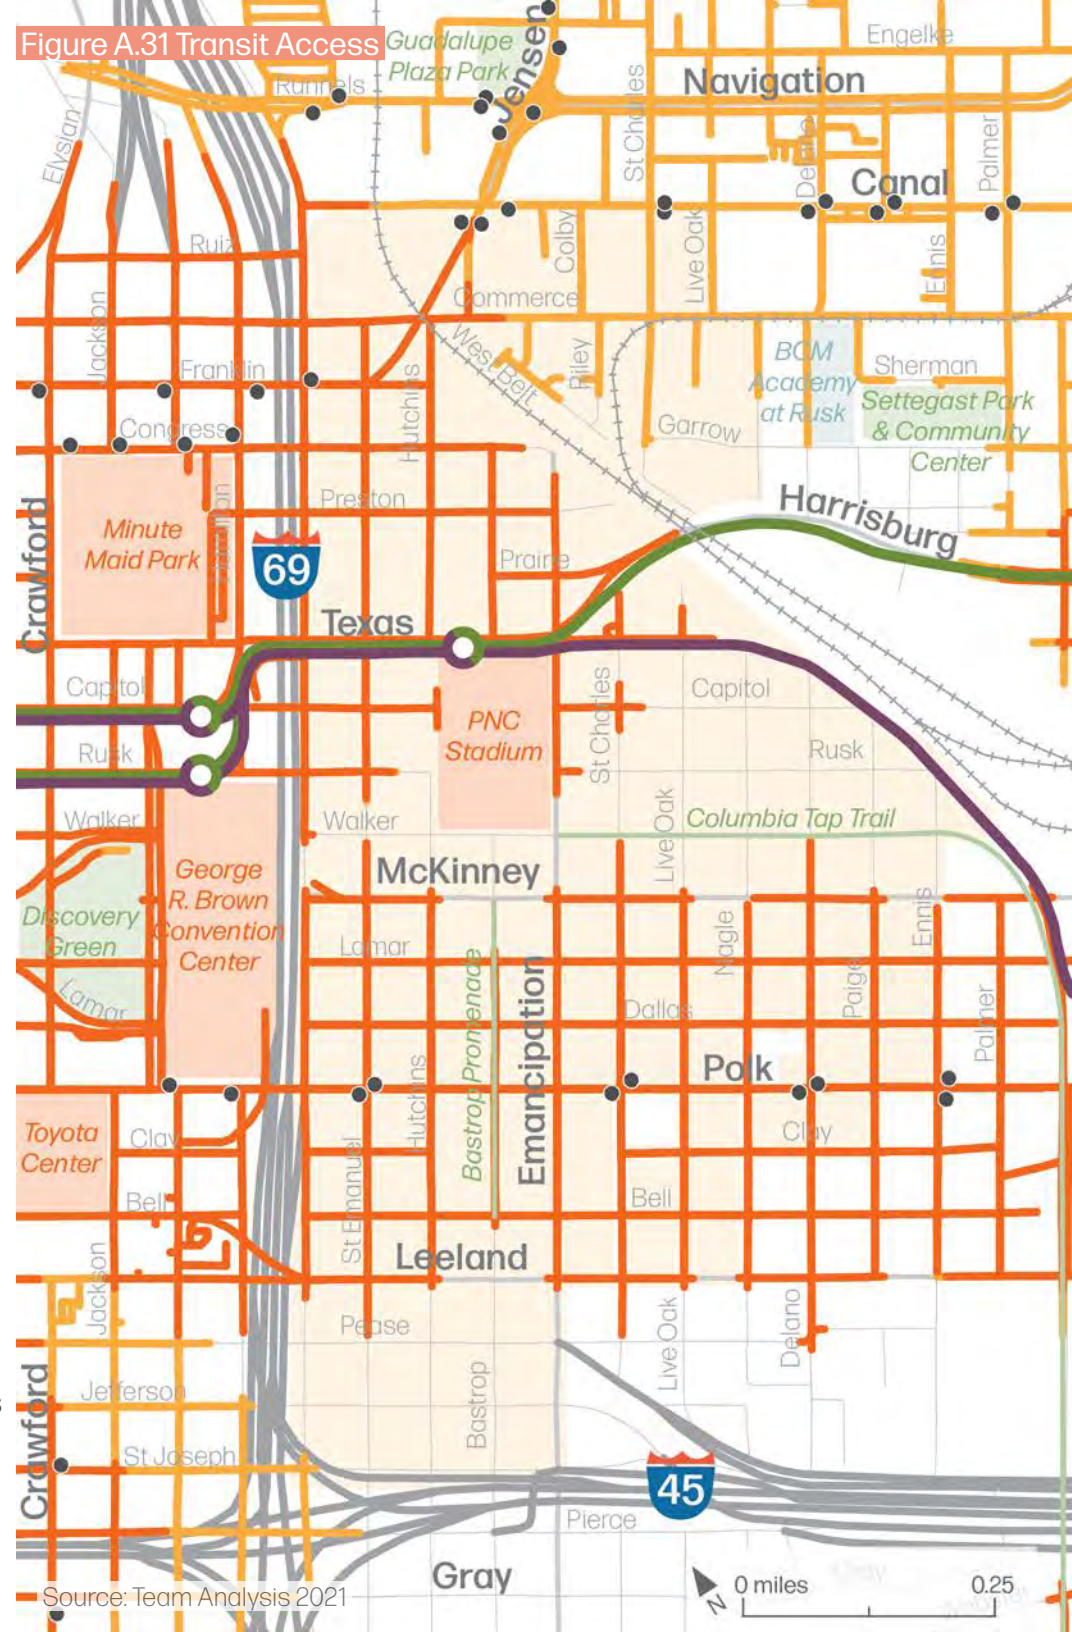 Figure A.31 Transit Access
Guadalupe
Plaza Park
Jensen
Engelke
Runnels
Navigation
Elysian
St Charles
Delano
Palmer
Canal
Ruiz
Colby
Live Oak
Ennis
Commerce
Jackson
Franklin
Hutchins
West Belt
Riley
BCM
Academy
at Rusk
Sherman
Settegast Park
& Community
Center
Garrow
Congress
Crawford
Minute
Maid Park
Hamilton
Preston
Harrisburg
69
Prairie
Texas
Capitol
PNC
Stadium
St Charles
Capitol
Rusk
Rusk
Walker
Walker
Live Oak
Columbia Tap Trail
George
R. Brown
Convention
Center
McKinney
Discovery
Green
Lamar
Lamar
Bastrop Promenade
Emancipation
Nagle
Ennis
Paige
Dallas
Palmer
Polk
Hutchins
Toyota
Center
Clay
Clay
Bell
St Emanuel
Bell
Leeland
Jackson
Pease
Live Oak
Delano
Crawford
Jefferson
Bastrop
St Joseph
45
Pierce
Gray
N
0 miles
0.25
Source: Team Analysis 2021